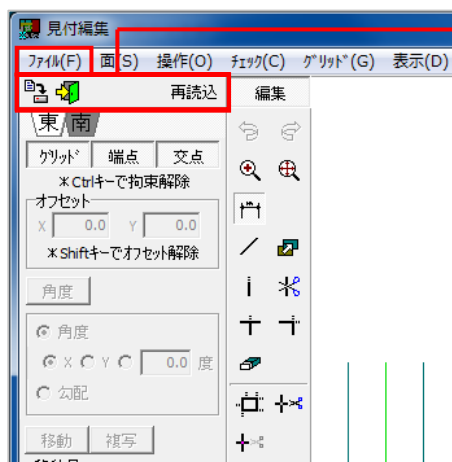 見付編集
ﾌｧｲﾙ(F) 面(S) 操作(O) ﾁｪｯｸ(C) ｸﾞﾘｯﾄﾞ(G) 表示(D)
再読込 編集
東 南
ｸﾞﾘｯﾄﾞ 端点 交点
＊Ctrlキーで拘束解除
オフセット
X 0.0 Y 0.0
＊Shiftキーでオフセット解除
角度
角度
X Y 0.0 度
勾配
移動 複写